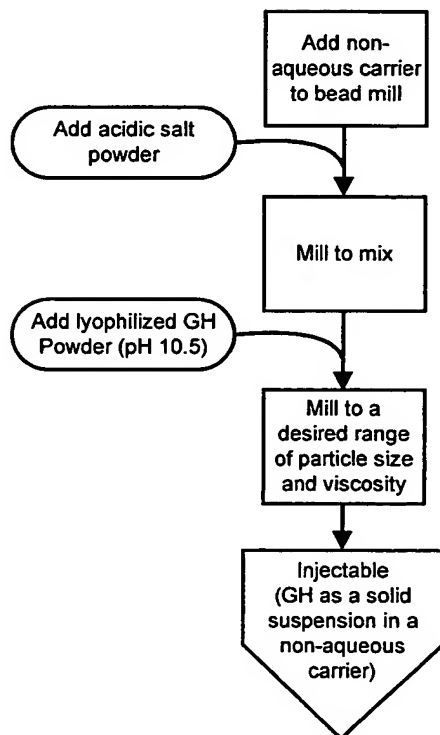 Add non-
aqueous carrier
to bead mill
Add acidic salt
powder
Mill to mix
Add lyophilized GH
Powder (pH 10.5)
Mill to a
desired range
of particle size
and viscosity
Injectable
(GH as a solid
suspension in a
non-aqueous
carrier)